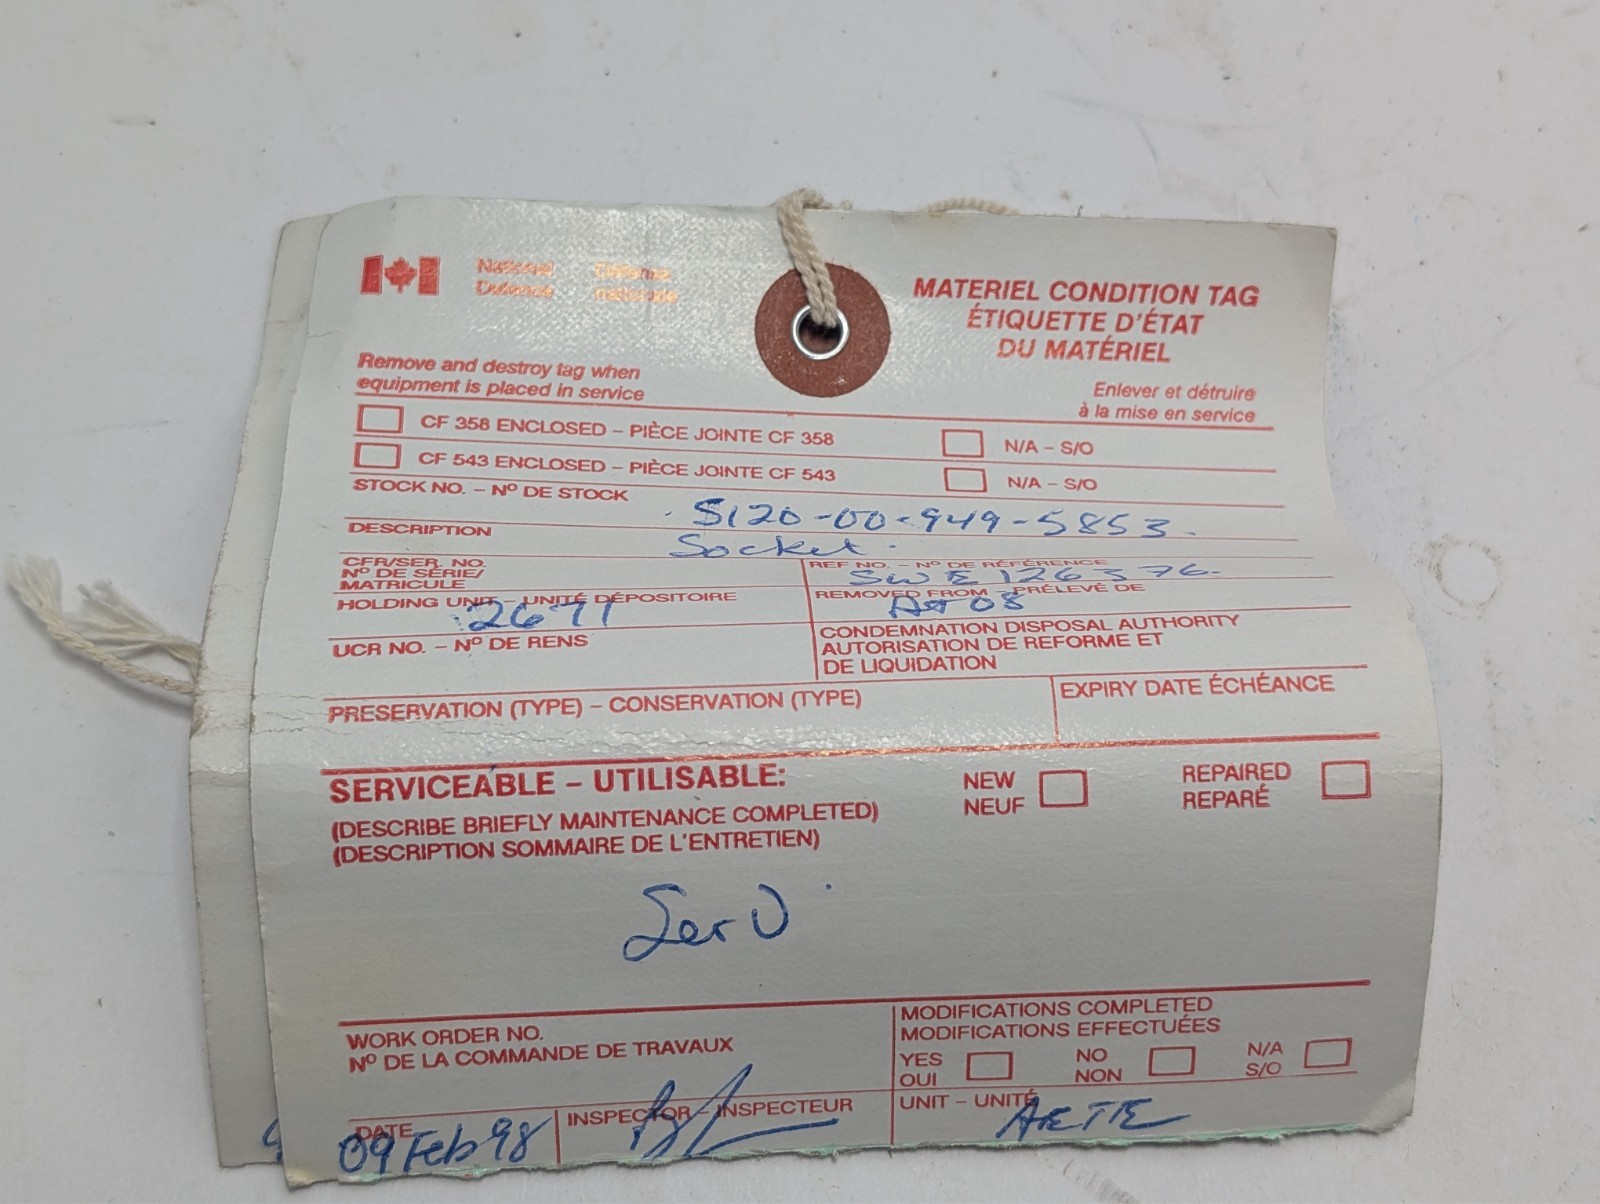 National Défense
Defence nationale
MATERIEL CONDITION TAG
ÉTIQUETTE D'ÉTAT
DU MATÉRIEL
Remove and destroy tag when
equipment is placed in service
Enlever et détruire
à la mise en service
CF 358 ENCLOSED – PIÈCE JOINTE CF 358 N/A – S/O
CF 543 ENCLOSED – PIÈCE JOINTE CF 543 N/A – S/O
STOCK NO. – Nº DE STOCK
5120-00-949-5853
DESCRIPTION
Socket
CFR/SER. NO.
Nº DE SÉRIE/
MATRICULE
REF NO. – Nº DE RÉFÉRENCE
SWE126376
HOLDING UNIT – UNITÉ DÉPOSITOIRE
2671
REMOVED FROM – PRÉLEVÉ DE
UCR NO. – Nº DE RENS
CONDEMNATION DISPOSAL AUTHORITY
AUTORISATION DE REFORME ET
DE LIQUIDATION
PRESERVATION (TYPE) – CONSERVATION (TYPE)
EXPIRY DATE ÉCHÉANCE
SERVICEABLE – UTILISABLE:
(DESCRIBE BRIEFLY MAINTENANCE COMPLETED)
(DESCRIPTION SOMMAIRE DE L'ENTRETIEN)
NEW
NEUF
REPAIRED
REPARÉ
Serv
WORK ORDER NO.
Nº DE LA COMMANDE DE TRAVAUX
MODIFICATIONS COMPLETED
MODIFICATIONS EFFECTUÉES
YES
OUI
NO
NON
N/A
S/O
DATE
09 Feb 98
INSPECTOR – INSPECTEUR
UNIT – UNITÉ